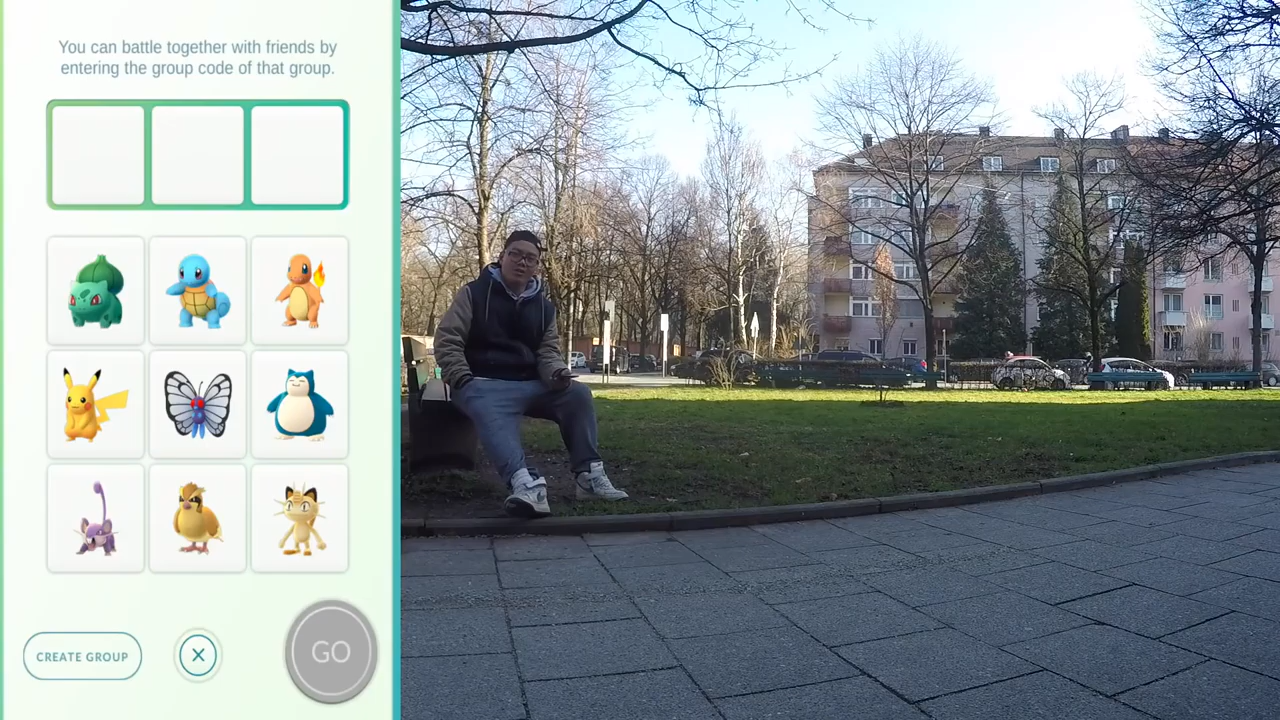 You can battle together with friends by
entering the group code of that group.
CREATE GROUP
GO